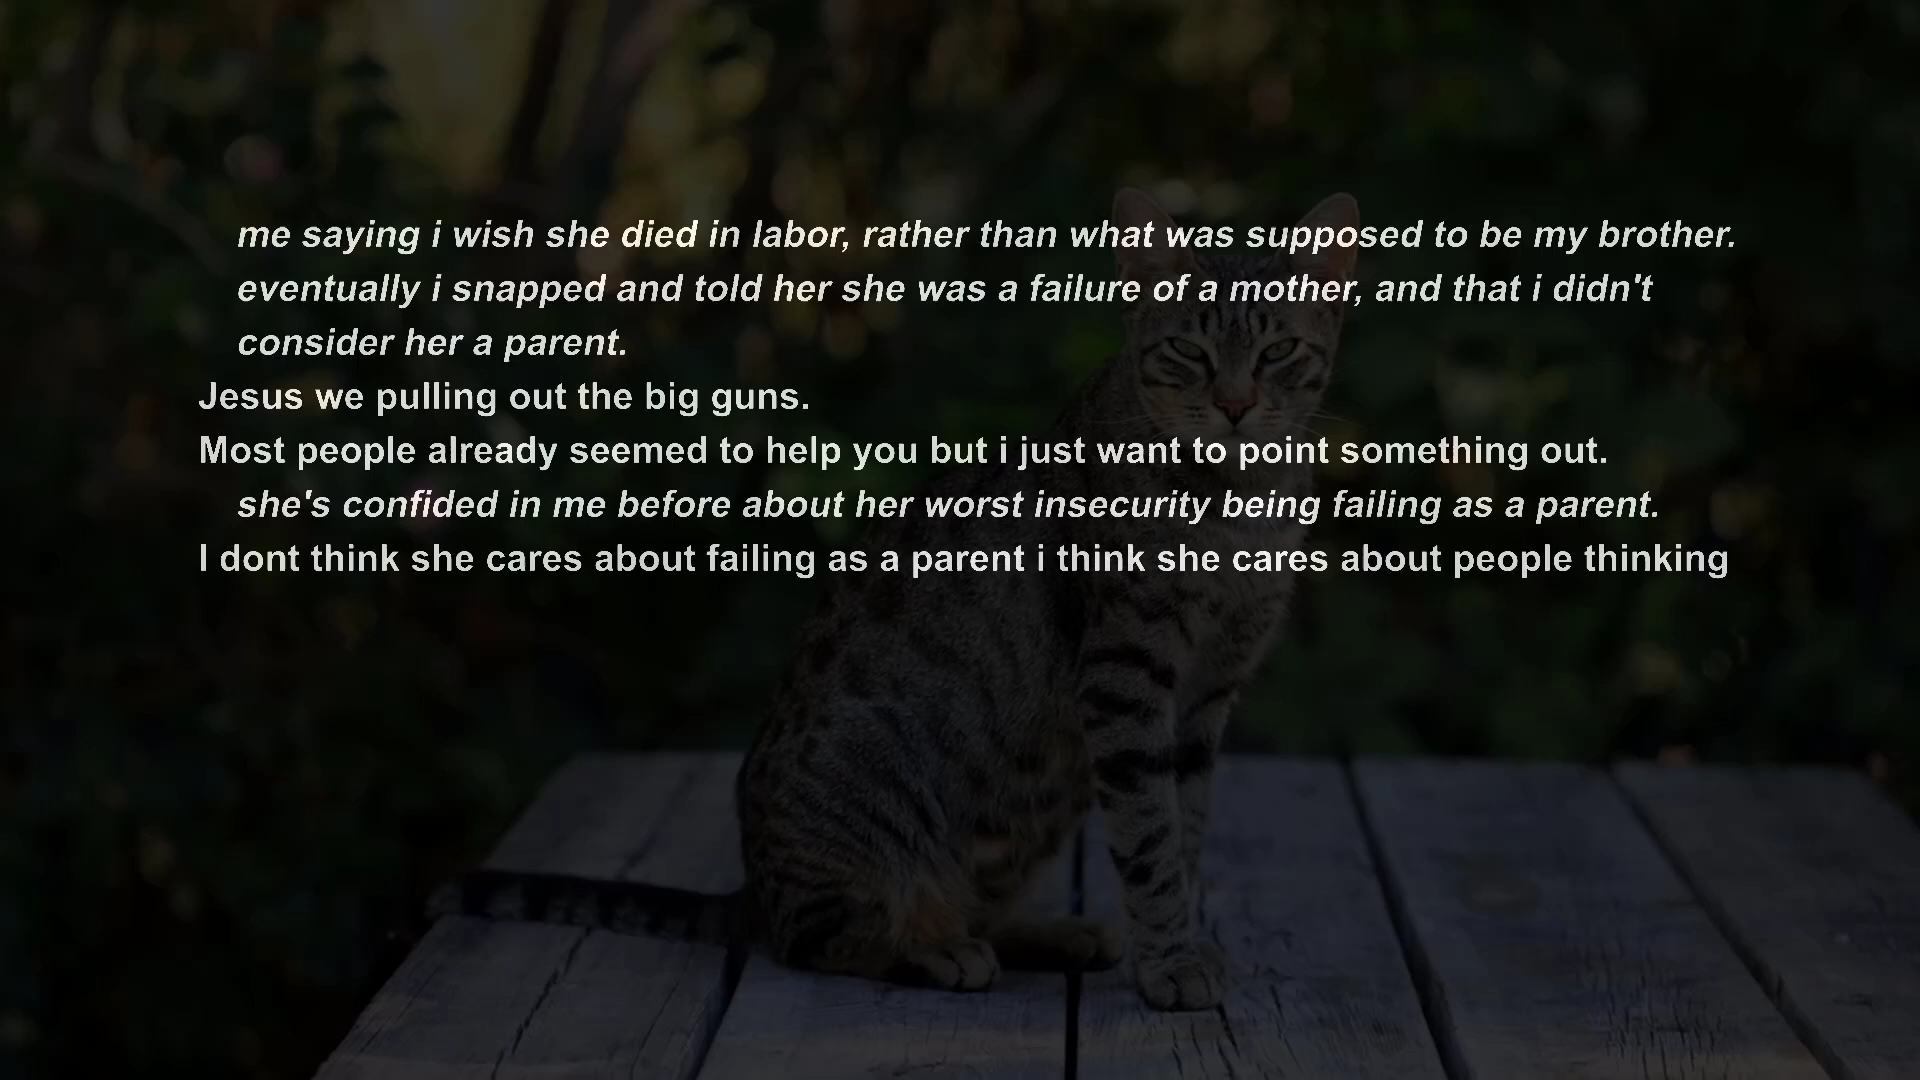 me saying i wish she died in labor, rather than what was supposed to be my brother.
eventually i snapped and told her she was a failure of a mother, and that i didn't
consider her a parent.
Jesus we pulling out the big guns.
Most people already seemed to help you but i just want to point something out.
she's confided in me before about her worst insecurity being failing as a parent.
I dont think she cares about failing as a parent i think she cares about people thinking